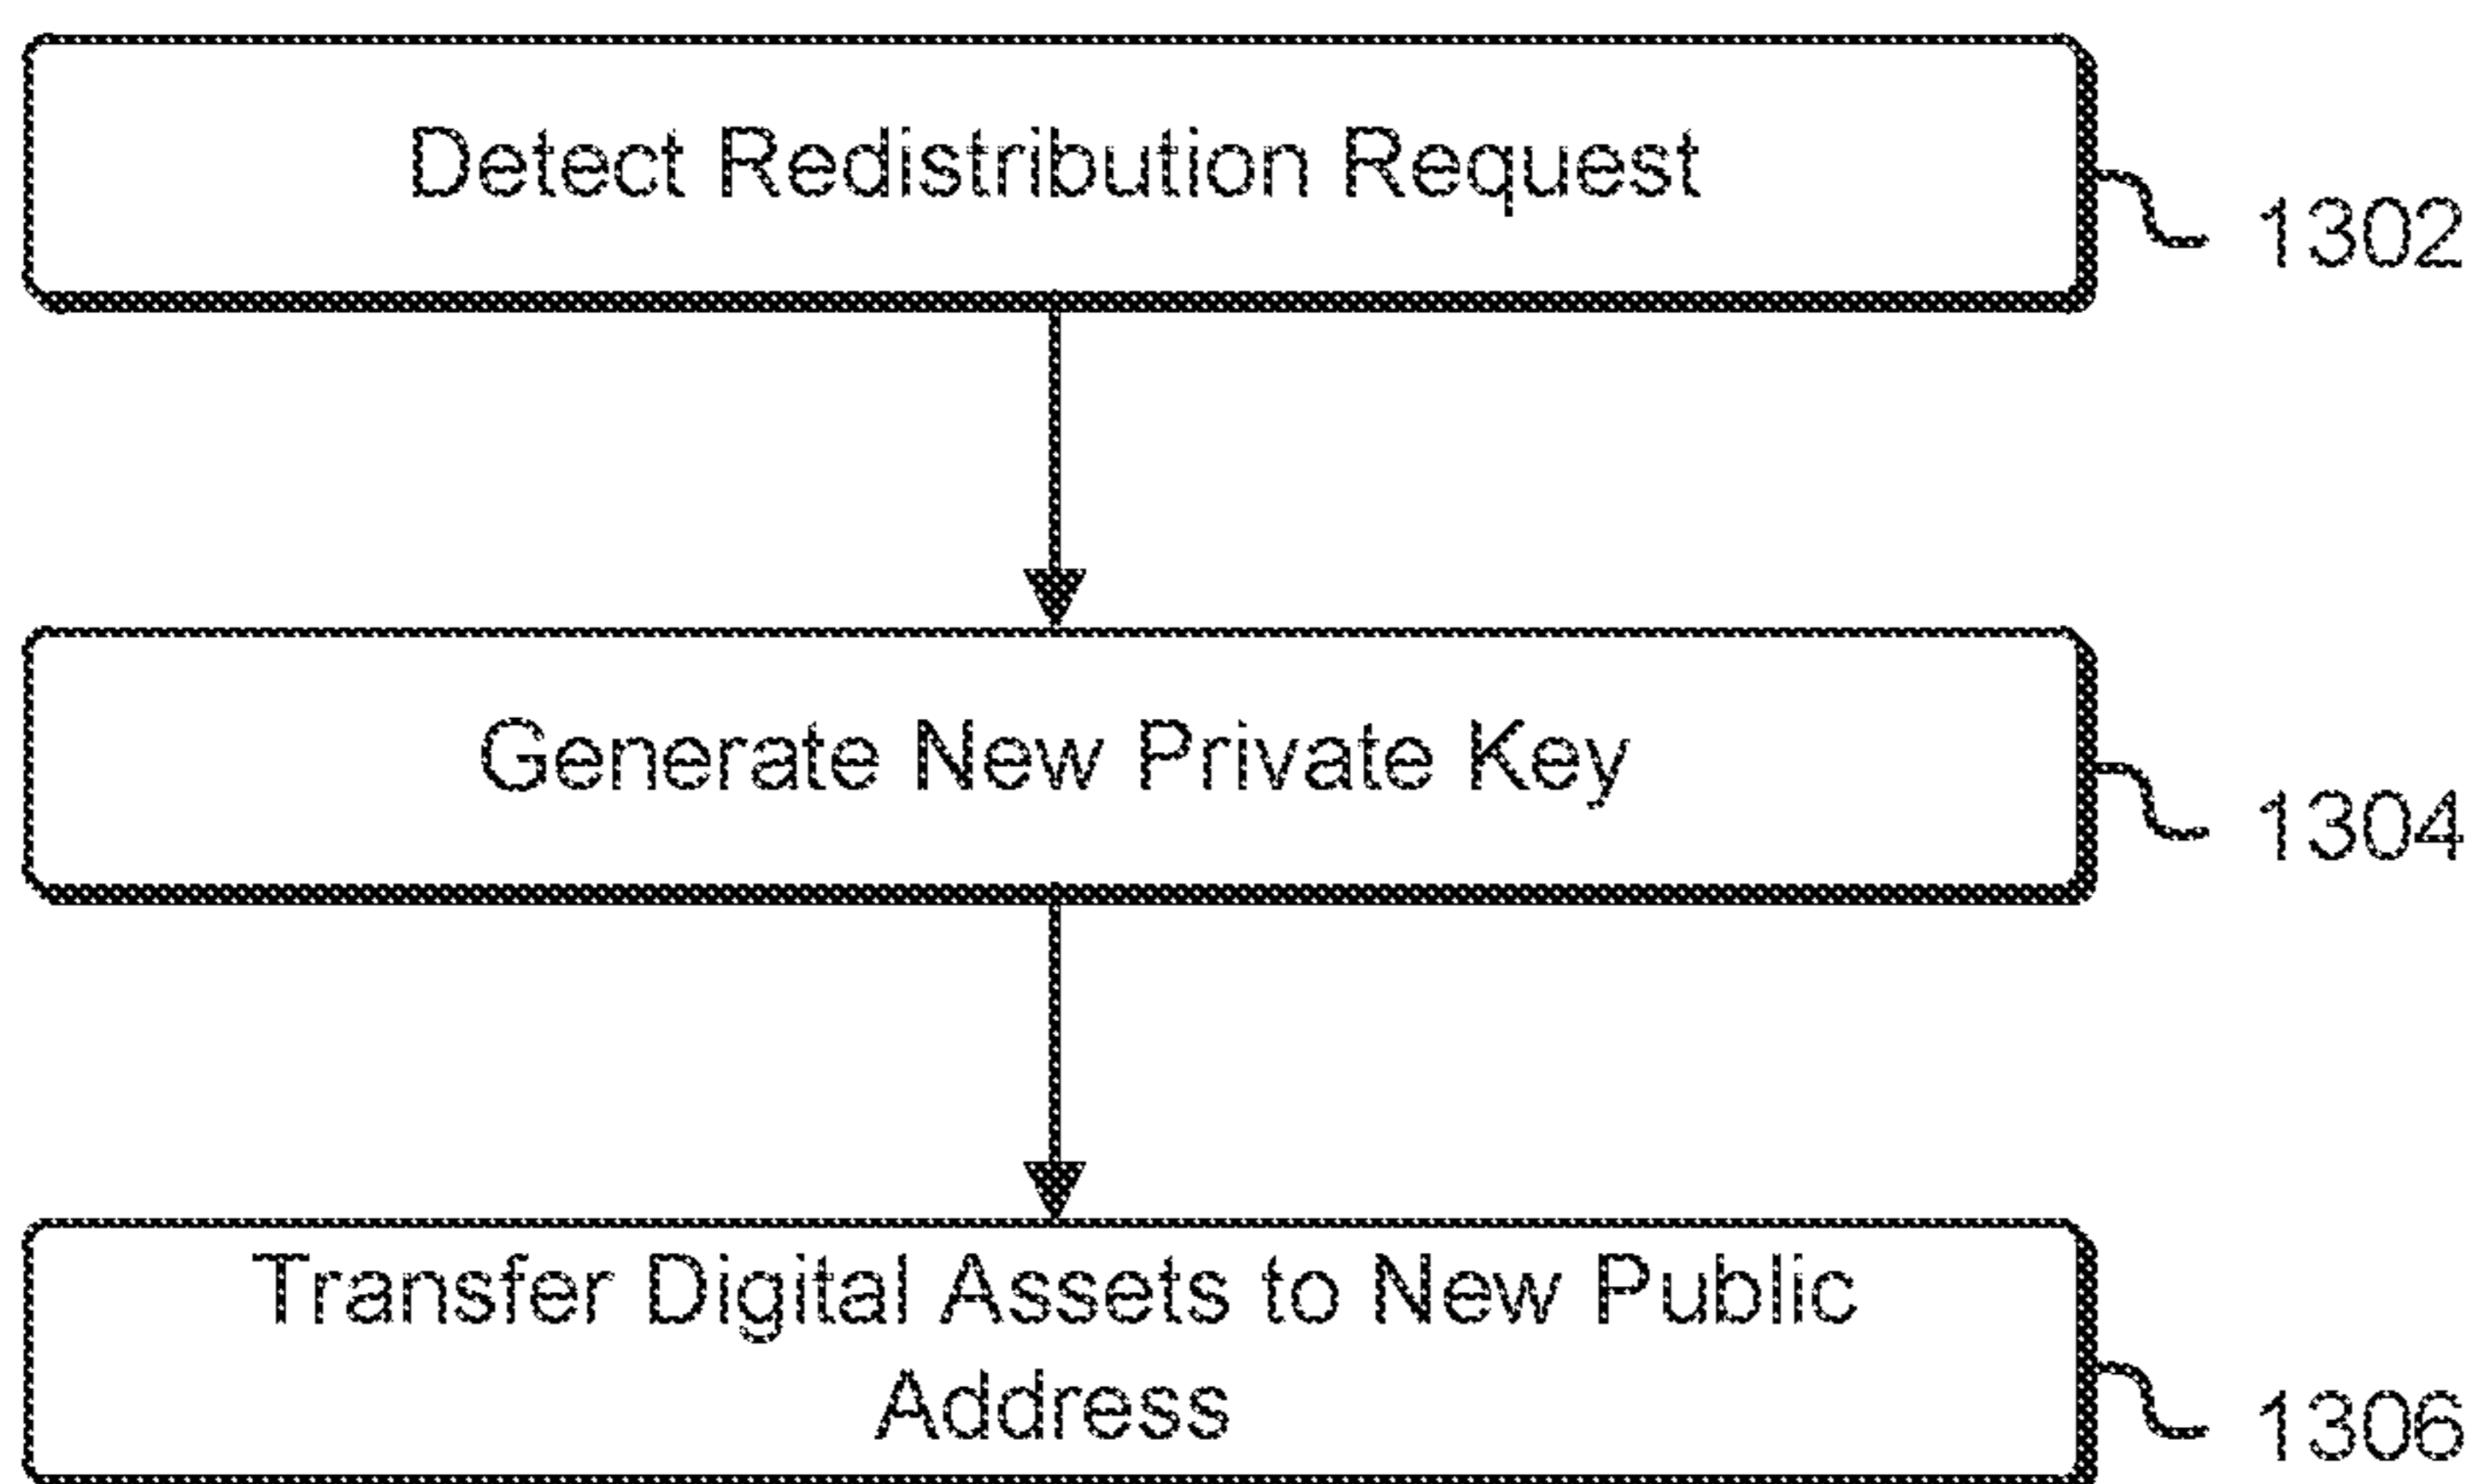 Detect Redistribution Request
1302
Generate New Private Key
1304
Transfer Digital Assets to New Public
Address
1306